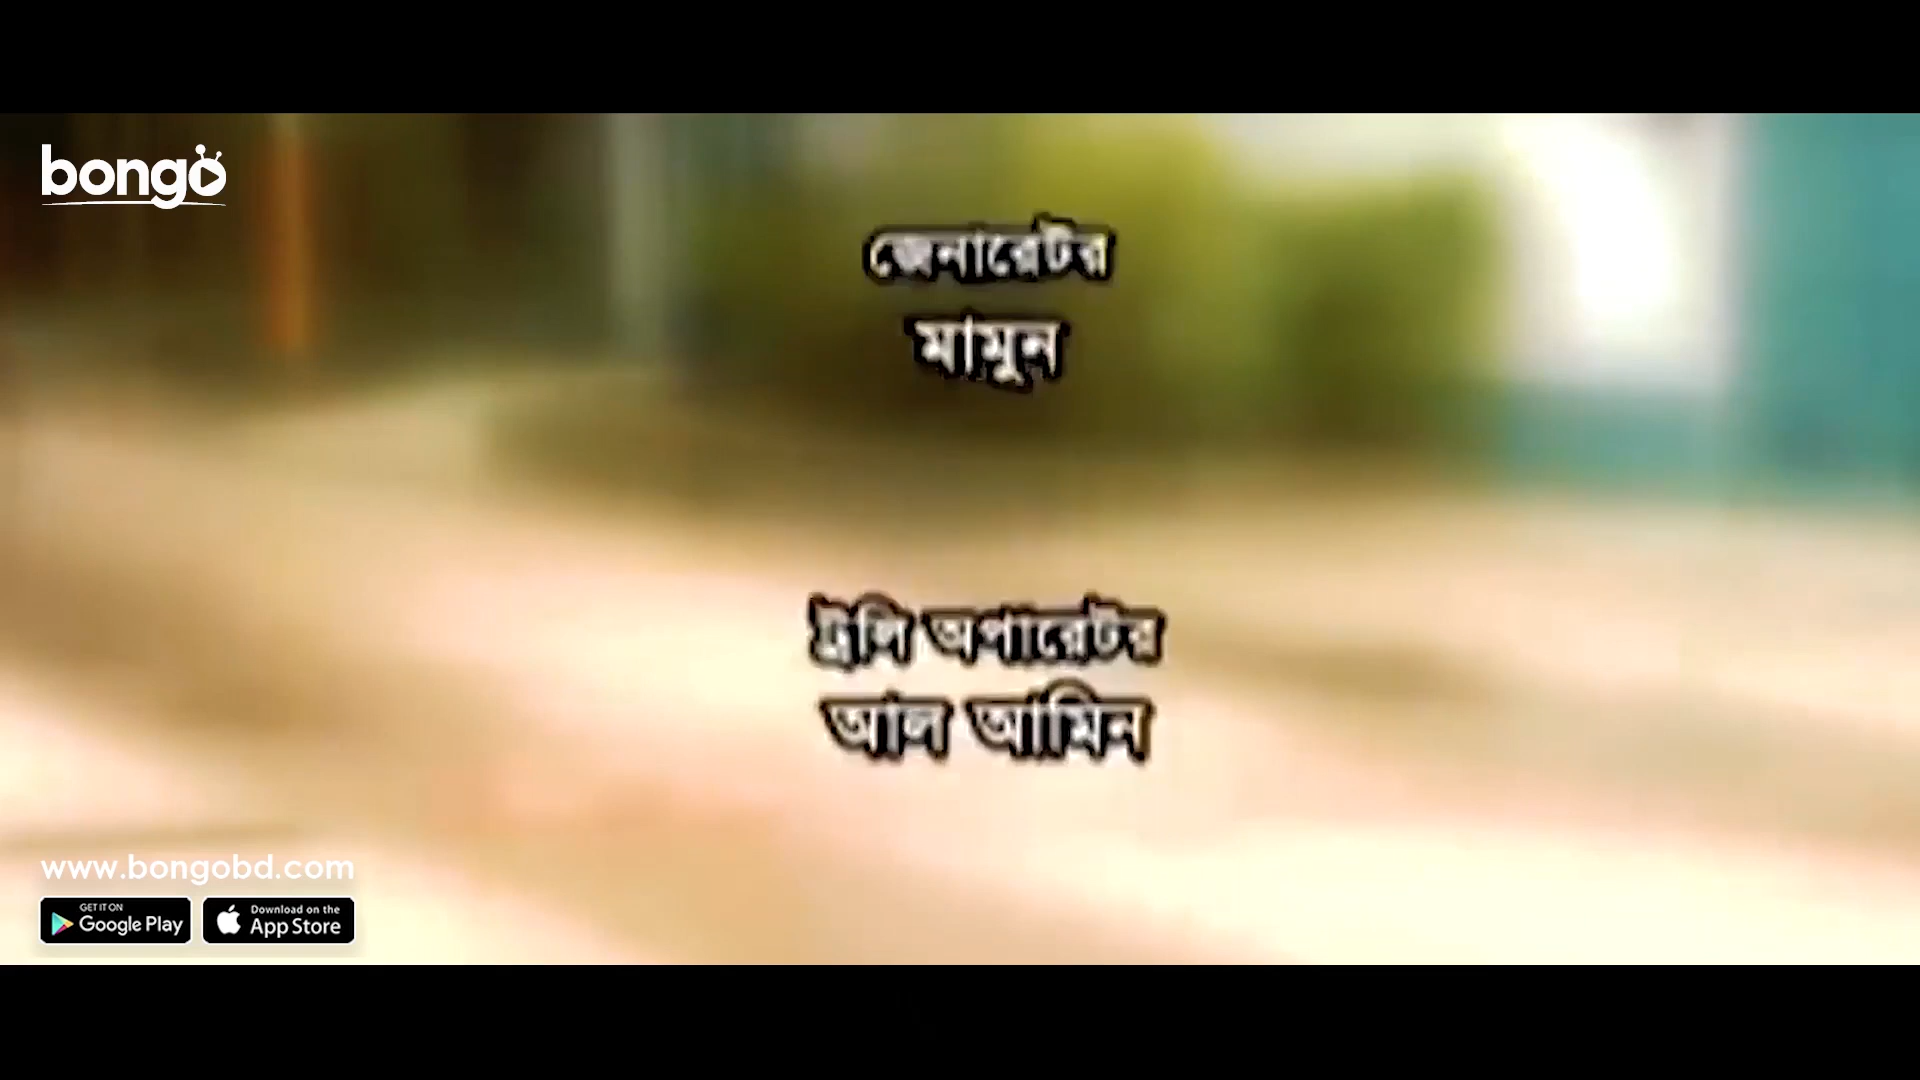 bongo
জেনারেটর
মামুন
ট্রলি অপারেটর
আল আমিন
www.bongobd.com
GET IT ON
Google Play
Download on the
App Store